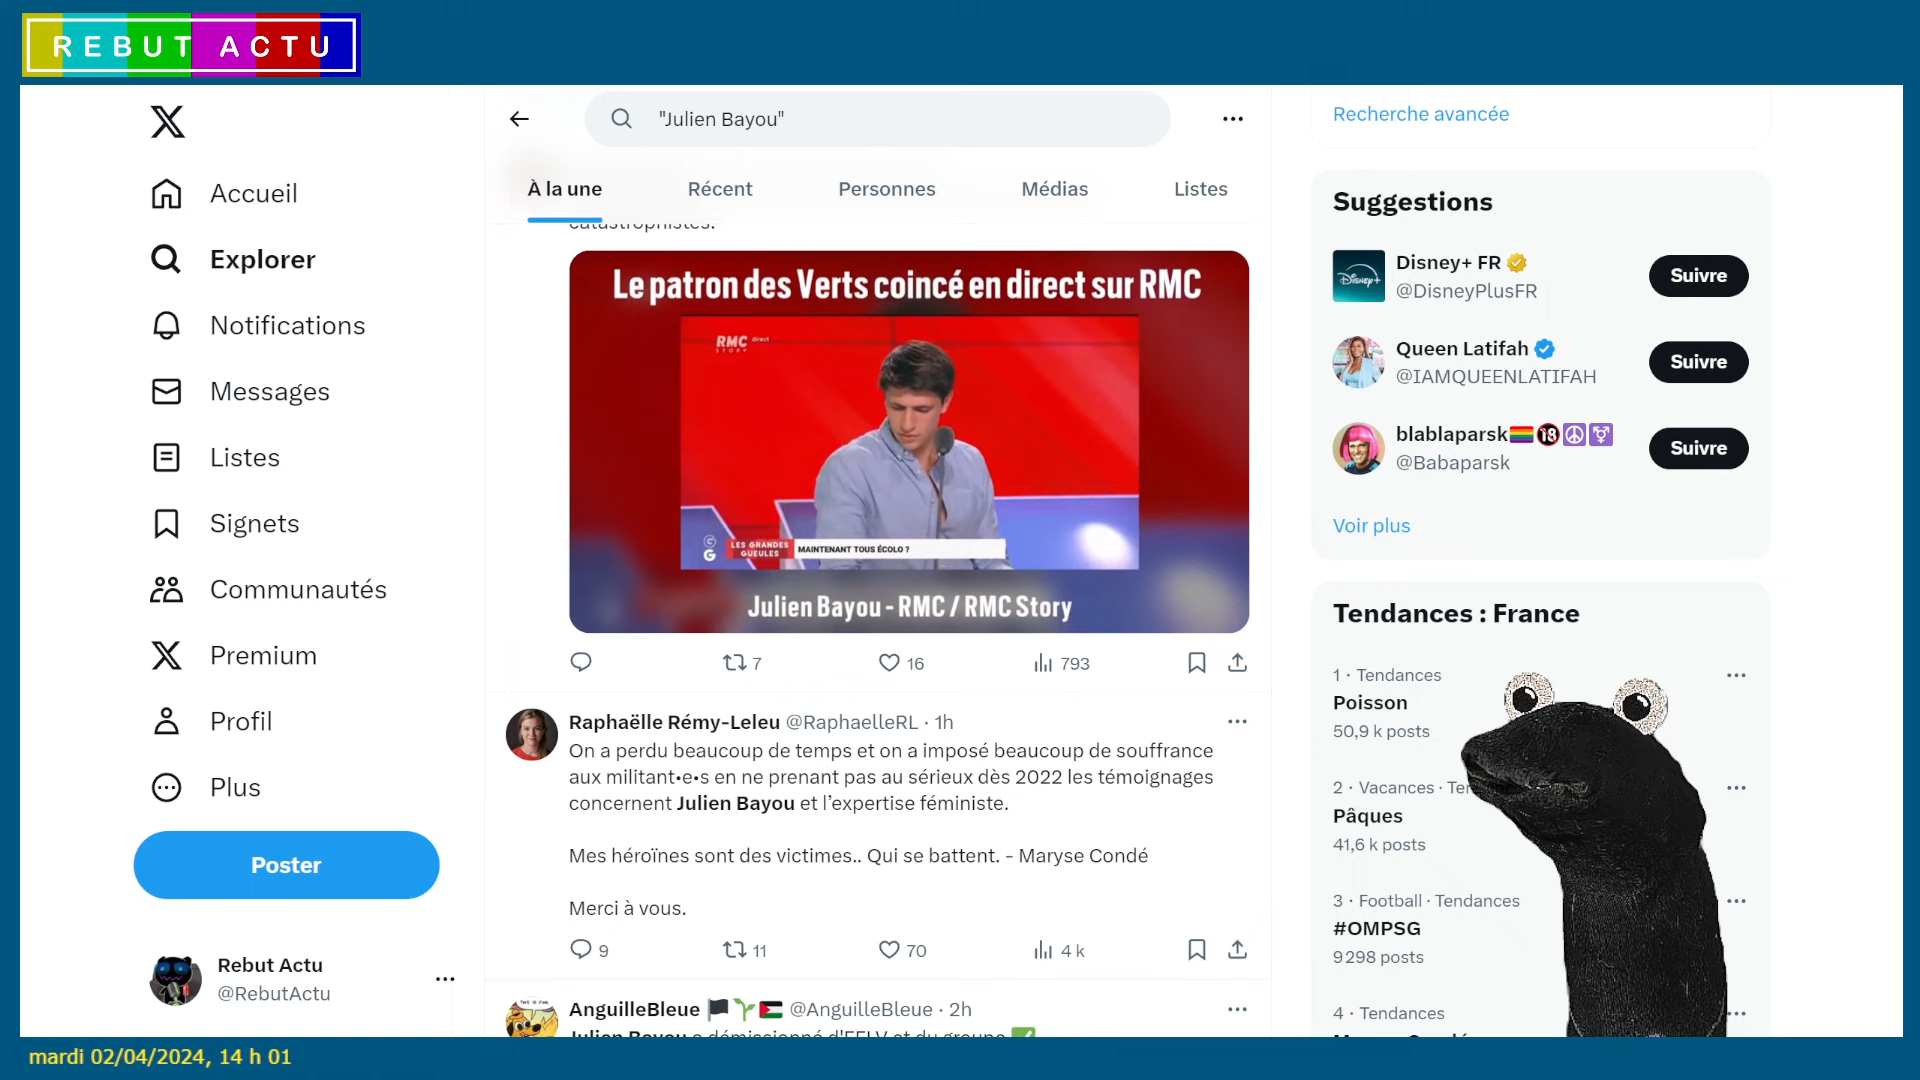 REBUT ACTU
"Julien Bayou"
À la une
Récent
Personnes
Médias
Listes
Accueil
Explorer
Notifications
Messages
Listes
Signets
Communautés
Premium
Profil
Plus
Poster
Rebut Actu
@RebutActu
catastrophistes.
Le patron des Verts coincé en direct sur RMC
RMC direct
STORY
LES GRANDES
GUEULES
MAINTENANT TOUS ÉCOLO ?
Julien Bayou - RMC / RMC Story
7
16
793
Raphaëlle Rémy-Leleu @RaphaelleRL · 1h
On a perdu beaucoup de temps et on a imposé beaucoup de souffrance
aux militant•e•s en ne prenant pas au sérieux dès 2022 les témoignages
concernent Julien Bayou et l’expertise féministe.
Mes héroïnes sont des victimes.. Qui se battent. - Maryse Condé
Merci à vous.
9
11
70
4 k
AnguilleBleue @AnguilleBleue · 2h
Julien Bayou a démissionné d'EELV et du groupe
Recherche avancée
Suggestions
Disney+ FR
@DisneyPlusFR
Suivre
Queen Latifah
@IAMQUEENLATIFAH
Suivre
blablaparsk
@Babaparsk
Suivre
Voir plus
Tendances : France
1 · Tendances
Poisson
50,9 k posts
2 · Vacances ·
Pâques
41,6 k posts
3 · Football · Tendances
#OMPSG
9 298 posts
4 · Tendances
mardi 02/04/2024, 14 h 01